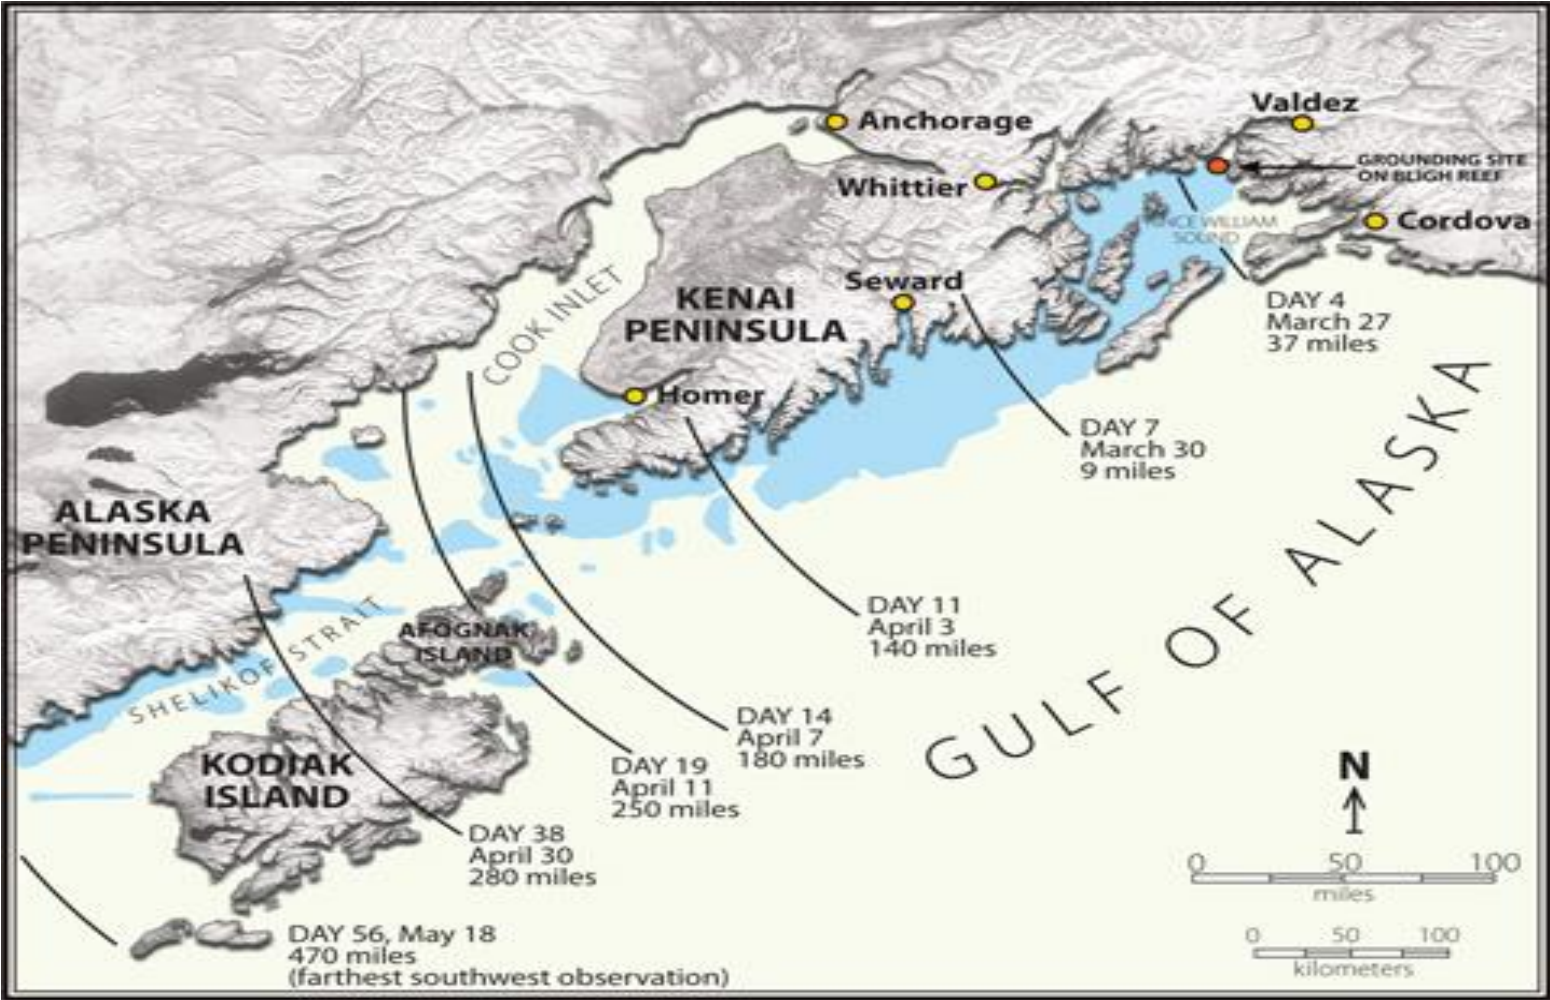 Valdez
Anchorage
GROUNDING SITE
ON BLIGH REEF
Whittier
WILLIAM
SOUND
Cordova
COOK INLET
Seward
KENAI
PENINSULA
DAY 4
March 27
37 miles
Homer
DAY 7
March 30
9 miles
GULF OF ALASKA
ALASKA
PENINSULA
DAY 11
April 3
140 miles
SHELIKOF STRAIT
AFOGNAK
ISLAND
DAY 14
April 7
180 miles
KODIAK
ISLAND
DAY 19
April 11
250 miles
N
DAY 38
April 30
280 miles
0 50 100
miles
DAY 56, May 18
470 miles
(farthest southwest observation)
0 50 100
kilometers